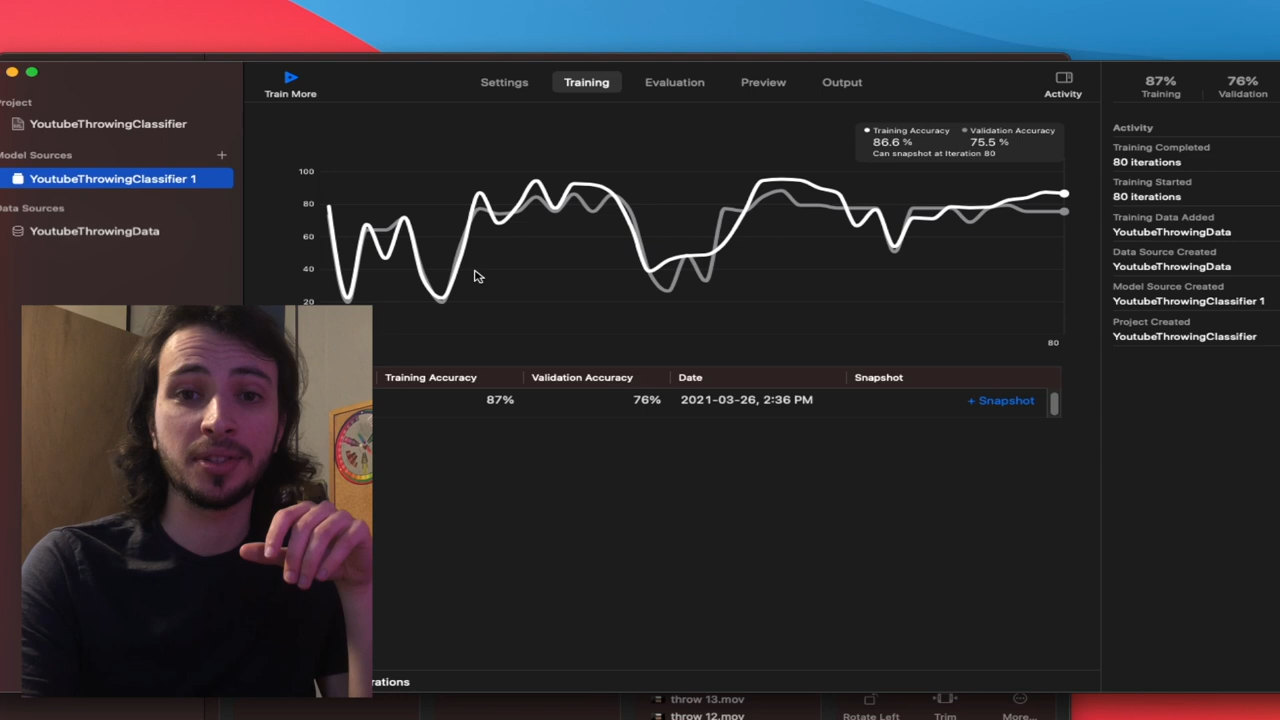 Train More
Settings
Training
Evaluation
Preview
Output
Activity
87%
Training
76%
Validation
Project
YoutubeThrowingClassifier
Model Sources
+
YoutubeThrowingClassifier 1
Data Sources
YoutubeThrowingData
Training Accuracy
86.6 %
Validation Accuracy
75.5 %
Can snapshot at Iteration 80
100
80
60
40
20
80
Training Accuracy
Validation Accuracy
Date
Snapshot
87%
76%
2021-03-26, 2:36 PM
+ Snapshot
Activity
Training Completed
80 iterations
Training Started
80 iterations
Training Data Added
YoutubeThrowingData
Data Source Created
YoutubeThrowingData
Model Source Created
YoutubeThrowingClassifier 1
Project Created
YoutubeThrowingClassifier
rations
throw 13.mov
throw 12.mov
Rotate Left
Trim
More...